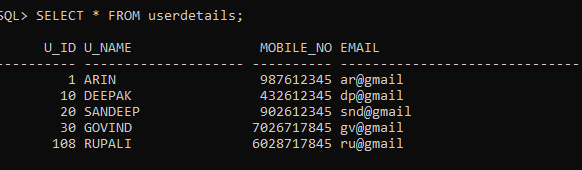 SQL> SELECT * FROM userdetails;
U_ID U_NAME MOBILE_NO EMAIL
---------- -------------------- ---------- ------------------------------
1 ARIN 987612345 ar@gmail
10 DEEPAK 432612345 dp@gmail
20 SANDEEP 902612345 snd@gmail
30 GOVIND 7026717845 gv@gmail
108 RUPALI 6028717845 ru@gmail